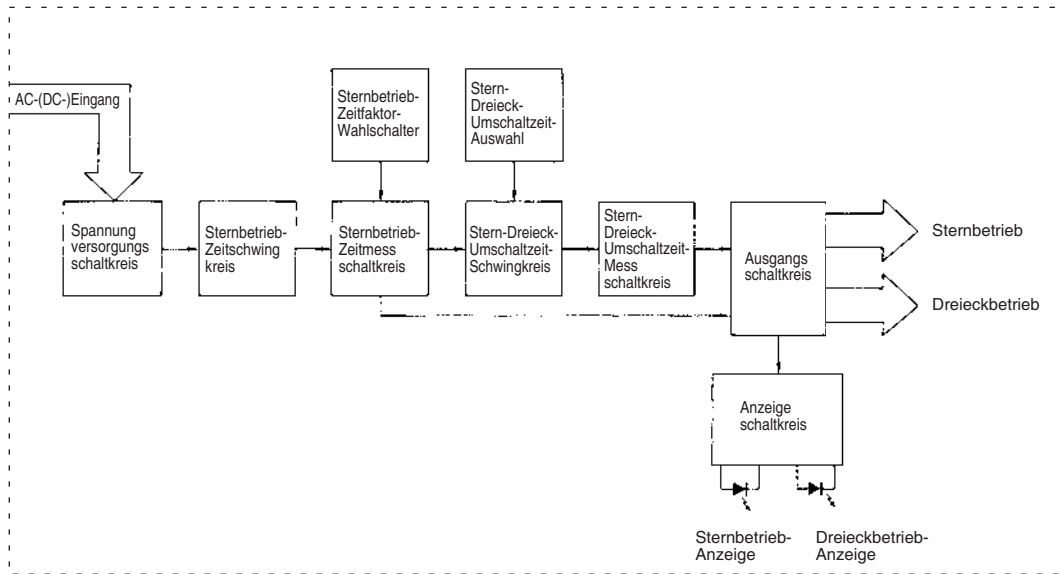 AC-(DC-)Eingang
Sternbetrieb-
Zeitfaktor-
Wahlschalter
Stern-
Dreieck-
Umschaltzeit-
Auswahl
Spannung
versorgungs
schaltkreis
Sternbetrieb-
Zeitschwing
kreis
Sternbetrieb-
Zeitmess
schaltkreis
Stern-Dreieck-
Umschaltzeit-
Schwingkreis
Stern-
Dreieck-
Umschaltzeit-
Mess
schaltkreis
Ausgangs
schaltkreis
Sternbetrieb
Dreieckbetrieb
Anzeige
schaltkreis
Sternbetrieb-
Anzeige
Dreieckbetrieb-
Anzeige